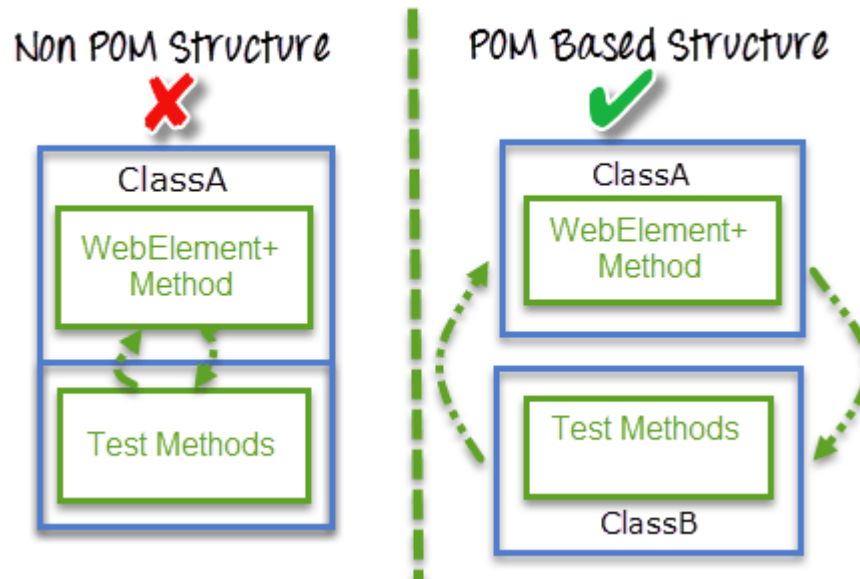 Non POM Structure
ClassA
WebElement+
Method
Test Methods
POM Based Structure
ClassA
WebElement+
Method
Test Methods
ClassB